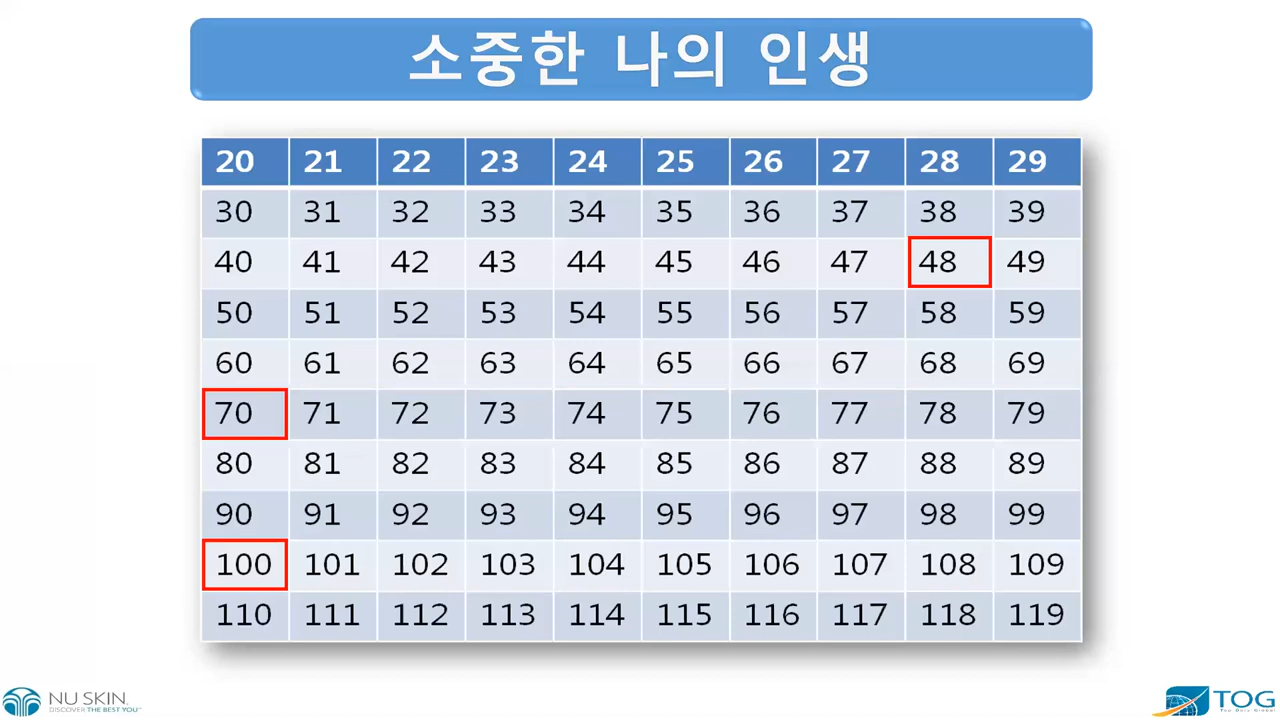 소중한 나의 인생
20 21 22 23 24 25 26 27 28 29
30 31 32 33 34 35 36 37 38 39
40 41 42 43 44 45 46 47 48 49
50 51 52 53 54 55 56 57 58 59
60 61 62 63 64 65 66 67 68 69
70 71 72 73 74 75 76 77 78 79
80 81 82 83 84 85 86 87 88 89
90 91 92 93 94 95 96 97 98 99
100 101 102 103 104 105 106 107 108 109
110 111 112 113 114 115 116 117 118 119
NU SKIN.
DISCOVER THE BEST YOU™
TOG
Top One Global